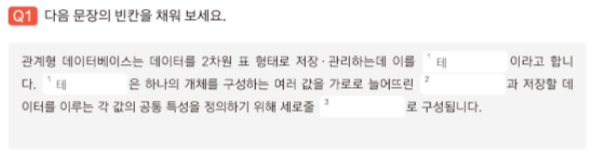 Q1 다음 문장의 빈칸을 채워 보세요.
관계형 데이터베이스는 데이터를 2차원 표 형태로 저장·관리하는데 이를 ¹ 테 이라고 합니
다. ¹ 테 은 하나의 개체를 구성하는 여러 값을 가로로 늘어뜨린 ² 과 저장할 데
이터를 이루는 각 값의 공통 특성을 정의하기 위해 세로줄 ³ 로 구성됩니다.